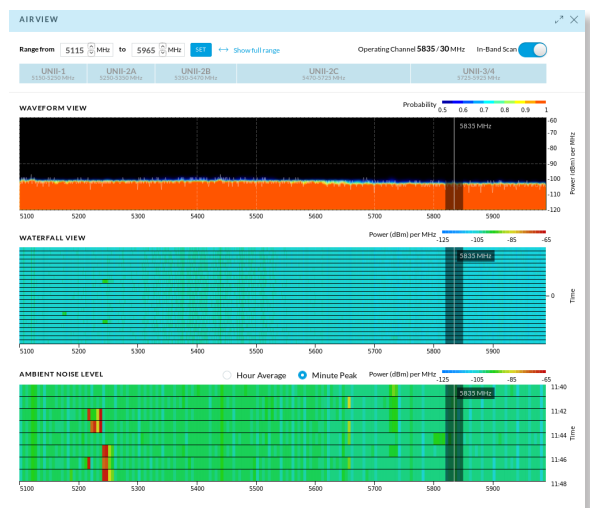 AIRVIEW
Range from 5115 MHz to 5965 MHz SET Show full range Operating Channel 5835 / 30 MHz In-Band Scan
UNII-1 UNII-2A UNII-2B UNII-2C UNII-3/4
5150-5250 MHz 5250-5350 MHz 5350-5470 MHz 5470-5725 MHz 5725-5925 MHz
WAVEFORM VIEW Probability
0.5 0.6 0.7 0.8 0.9 1
5835 MHz
-60
-70
-80
-90
-100
-110
-120
Power (dBm) per MHz
5100 5200 5300 5400 5500 5600 5700 5800 5900
WATERFALL VIEW Power (dBm) per MHz
-125 -105 -85 -65
5835 MHz
0
Time
5100 5200 5300 5400 5500 5600 5700 5800 5900
AMBIENT NOISE LEVEL Hour Average Minute Peak Power (dBm) per MHz
-125 -105 -85 -65
5835 MHz
11:40
11:42
11:44
11:46
11:48
Time
5100 5200 5300 5400 5500 5600 5700 5800 5900